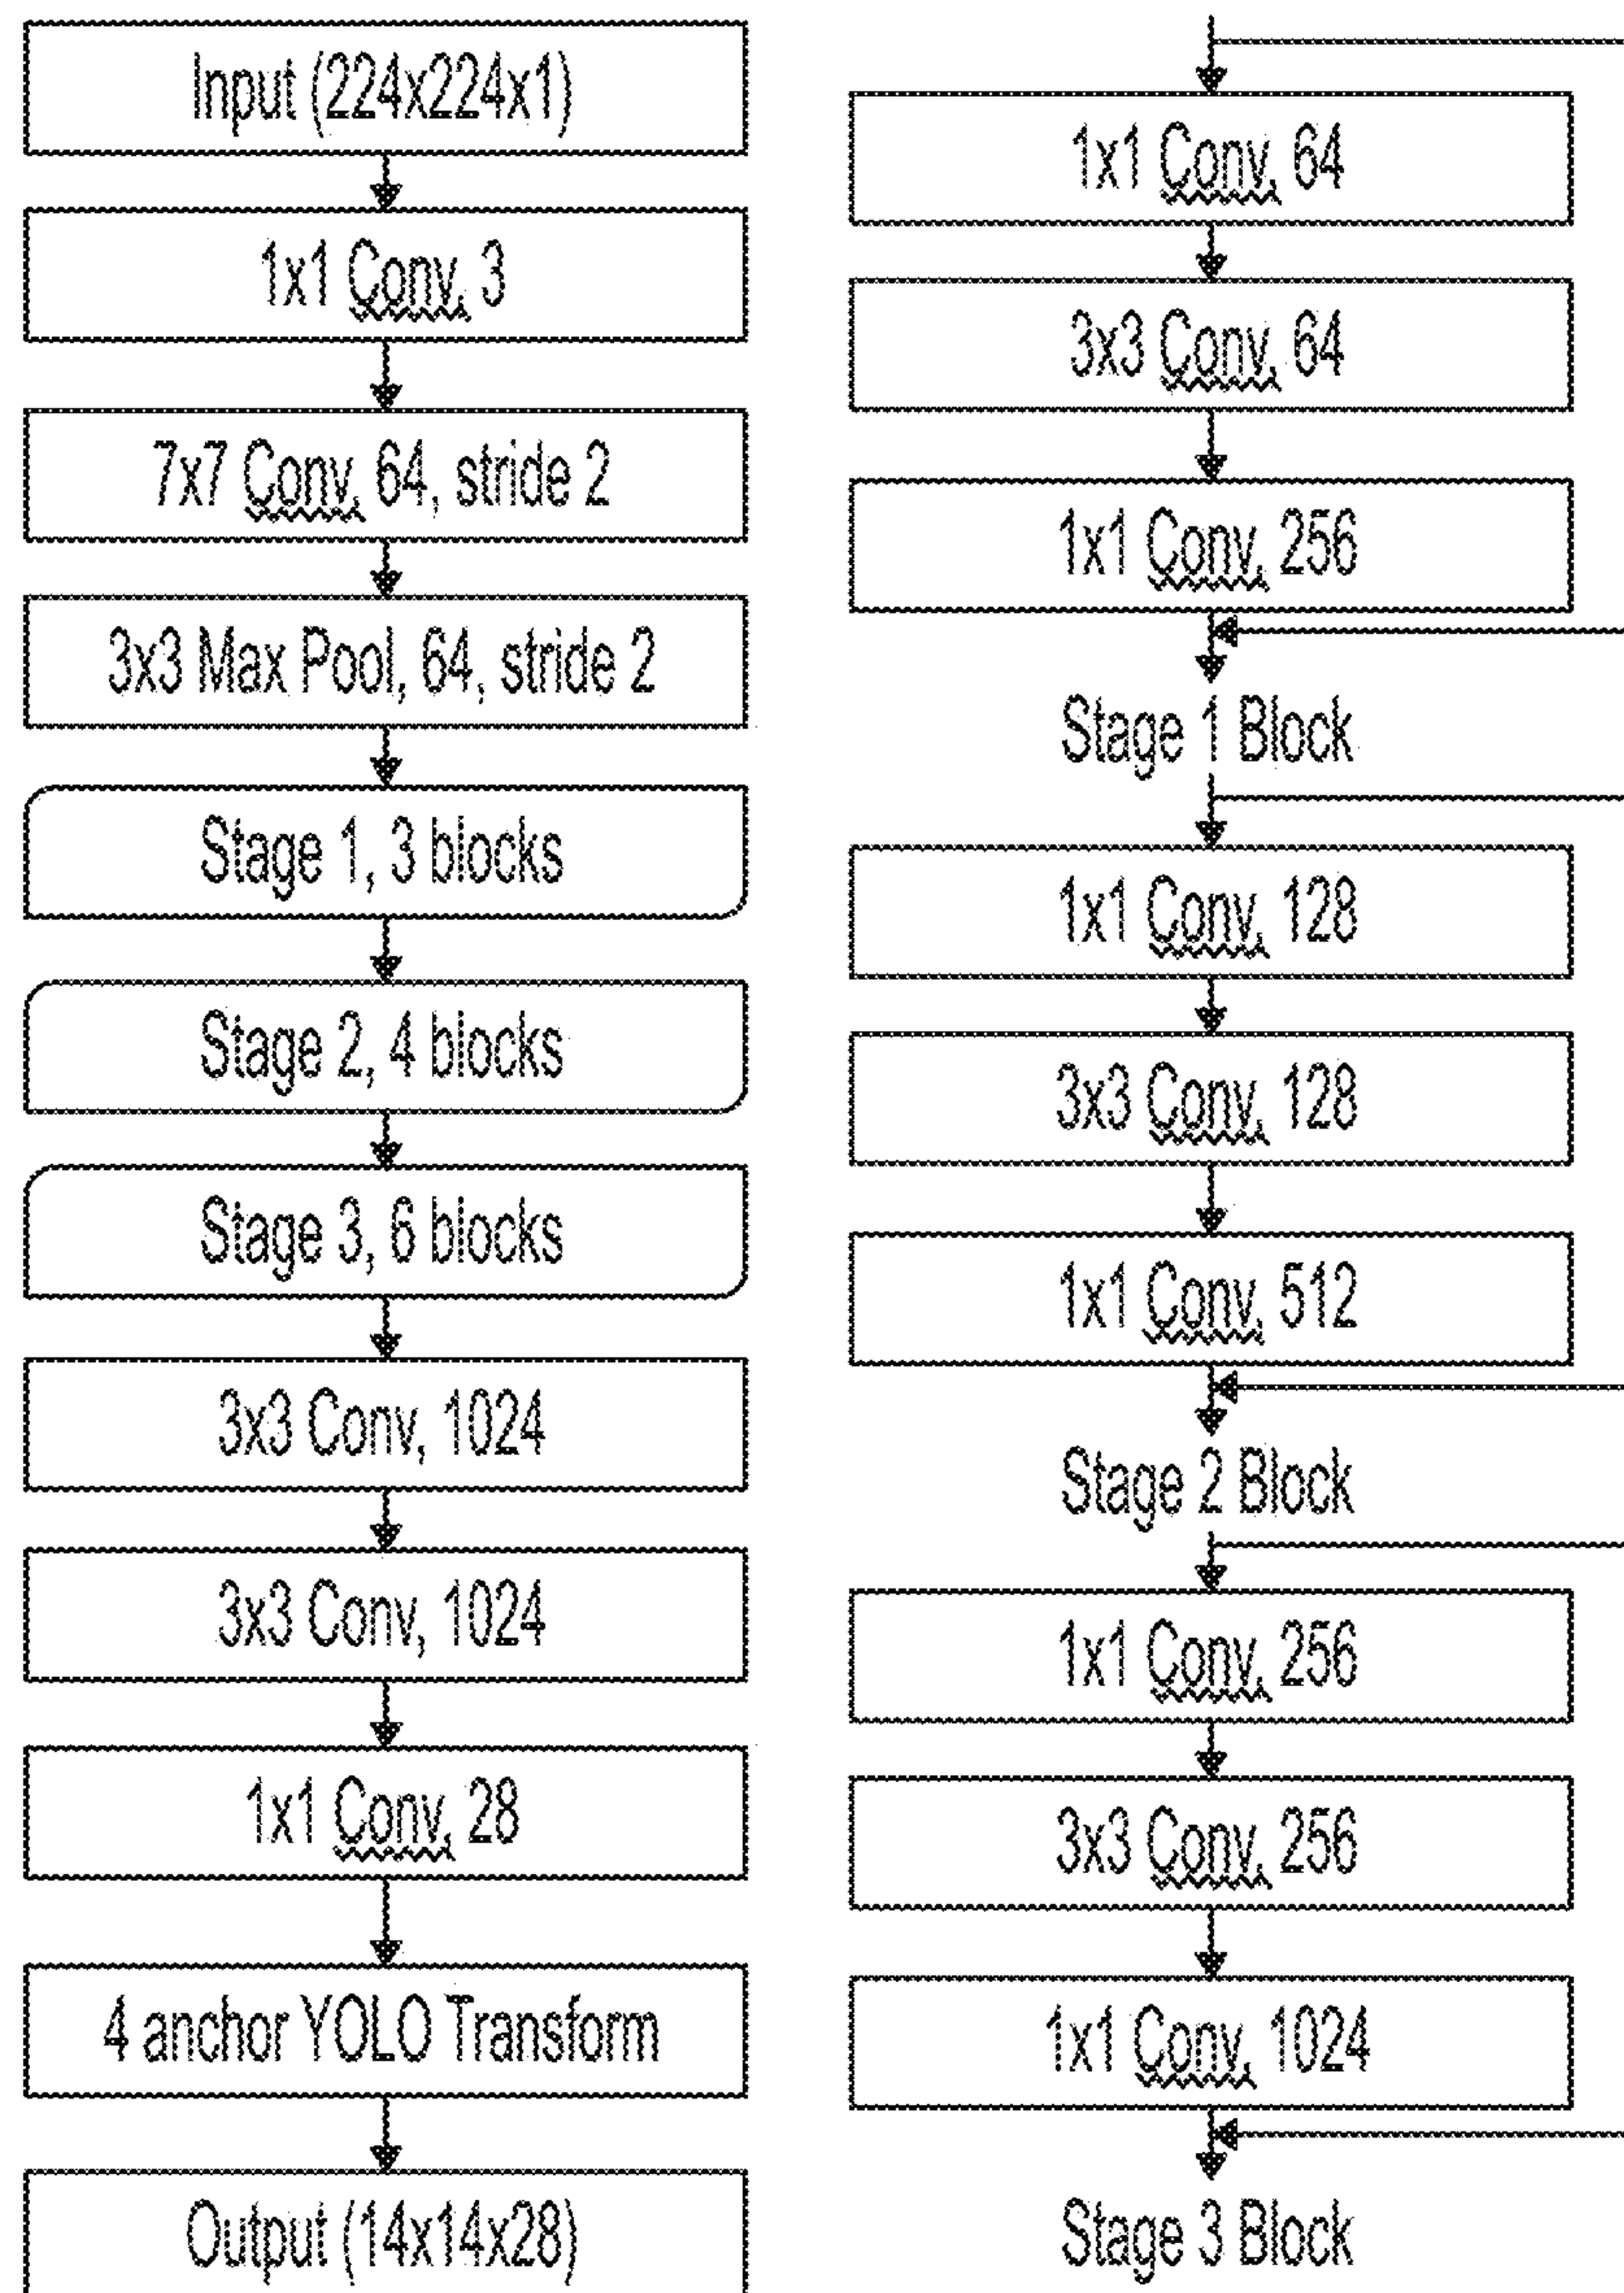 Input (224x224x1)
1x1 Conv, 3
7x7 Conv, 64, stride 2
3x3 Max Pool, 64, stride 2
Stage 1, 3 blocks
Stage 2, 4 blocks
Stage 3, 6 blocks
3x3 Conv, 1024
3x3 Conv, 1024
1x1 Conv, 28
4 anchor YOLO Transform
Output (14x14x28)
1x1 Conv, 64
3x3 Conv, 64
1x1 Conv, 256
Stage 1 Block
1x1 Conv, 128
3x3 Conv, 128
1x1 Conv, 512
Stage 2 Block
1x1 Conv, 256
3x3 Conv, 256
1x1 Conv, 1024
Stage 3 Block